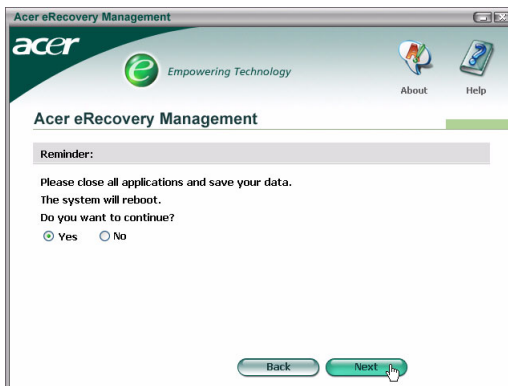 Acer eRecovery Management
acer
e
Empowering Technology
About
Help
Acer eRecovery Management
Reminder:
Please close all applications and save your data.
The system will reboot.
Do you want to continue?
Yes
No
Back
Next